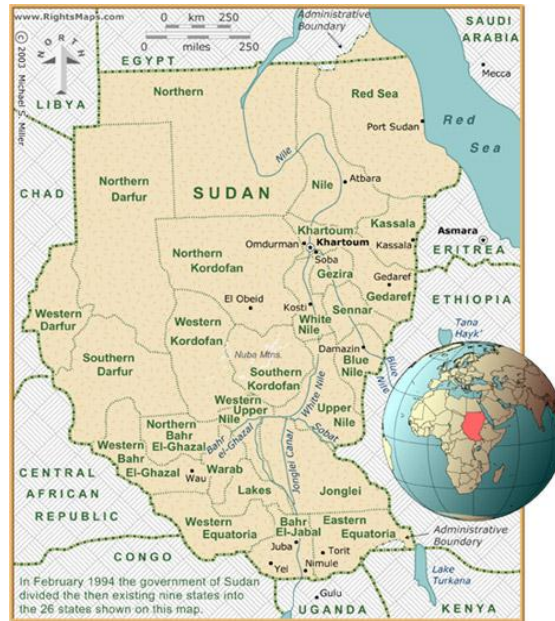 www.RightsMaps.com
© 2003 Michael S. Miller
NORTH
0 km 250
0 miles 250
Administrative
Boundary
SAUDI
ARABIA
Mecca
EGYPT
LIBYA
Northern
Red Sea
Port Sudan
Red
Sea
Nile
CHAD
Northern
Darfur
SUDAN
Nile
Atbara
Khartoum
Kassala
Omdurman
Khartoum
Asmara
Soba
Kassala
ERITREA
Northern
Kordofan
Gezira
Gedaref
Gedaref
ETHIOPIA
El Obeid
Kosti
Sennar
White
Nile
Western
Darfur
Western
Kordofan
Tana
Hayk'
Nuba Mtns.
Damazin
Southern
Darfur
Blue
Nile
Blue
Nile
Southern
Kordofan
White Nile
Western
Upper
Nile
Upper
Nile
Northern
Bahr
El-Ghazal
Bahr
el-Ghazal
Sobat
Western
Bahr
El-Ghazal
Warab
Jonglei Canal
Wau
Lakes
Jonglei
CENTRAL
AFRICAN
REPUBLIC
Western
Equatoria
Bahr
El-Jabal
Eastern
Equatoria
Administrative
Boundary
CONGO
Juba
Torit
Yei
Nimule
Lake
Turkana
In February 1994 the government of Sudan
divided the then existing nine states into
the 26 states shown on this map.
Gulu
UGANDA
KENYA